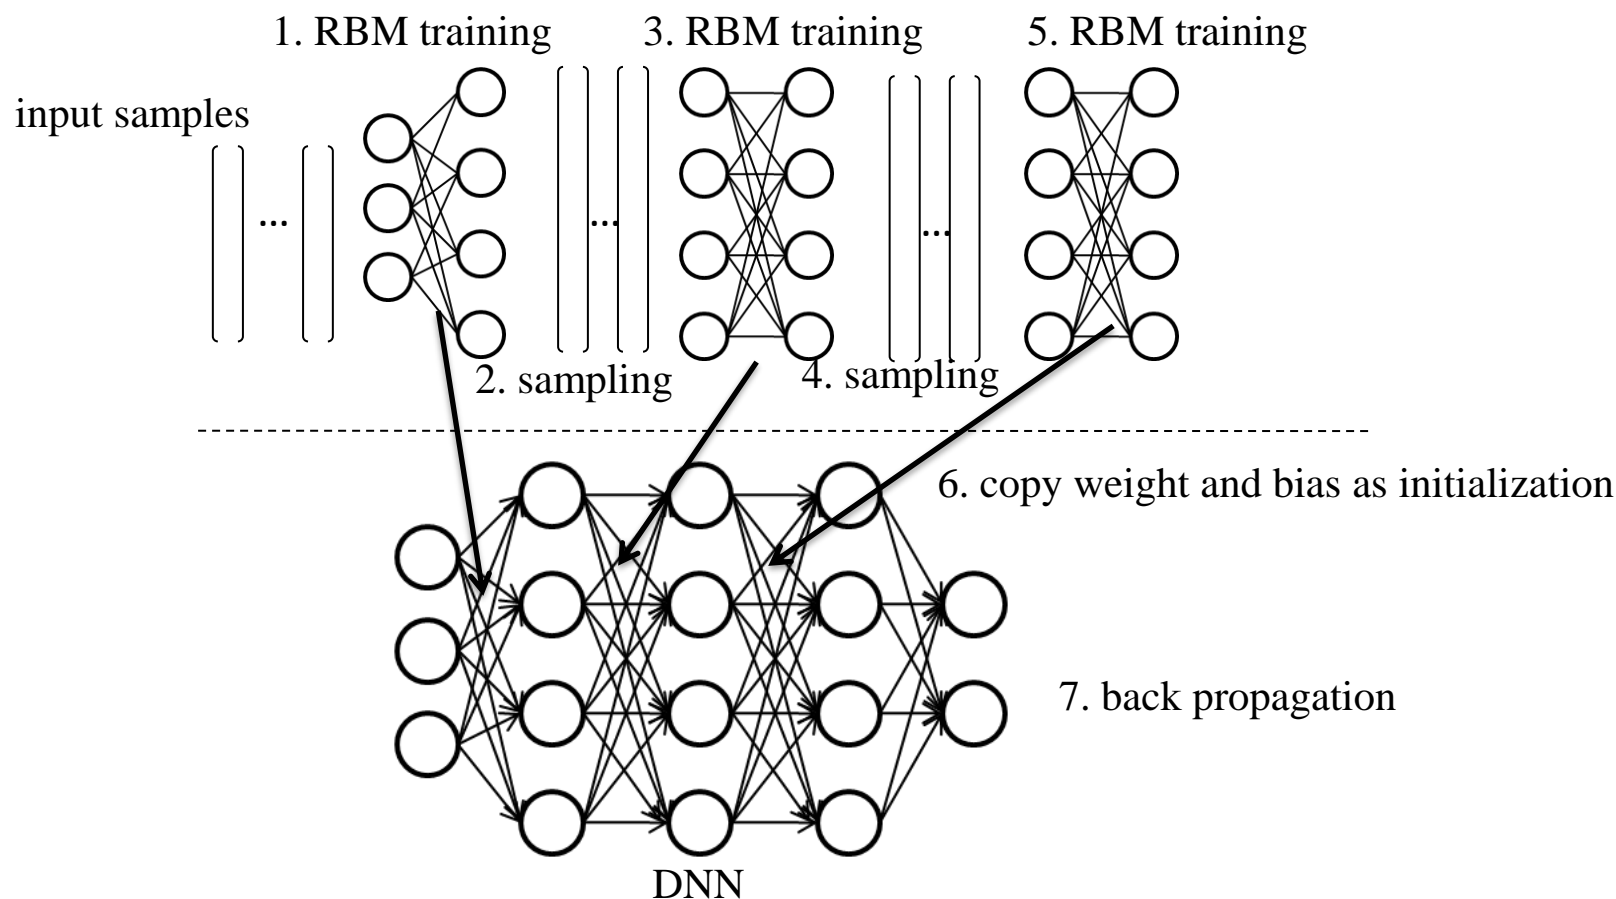 1. RBM training
3. RBM training
5. RBM training
input samples
...
...
...
2. sampling
4. sampling
6. copy weight and bias as initialization
7. back propagation
DNN